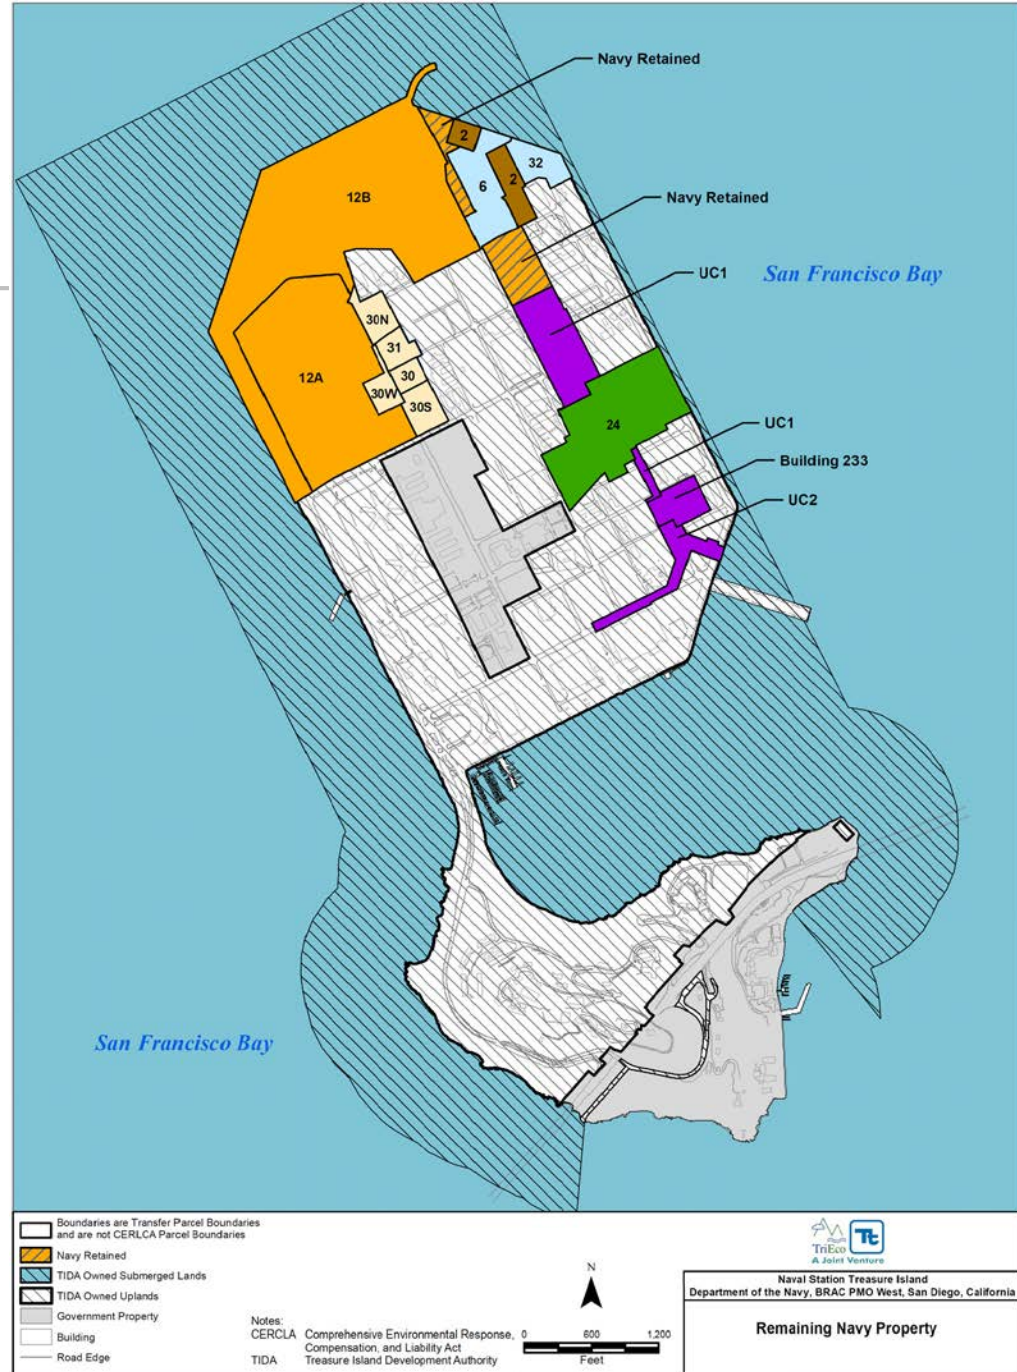 Navy Retained
2
32
6
2
12B
Navy Retained
UC1
San Francisco Bay
30N
31
12A
30
30W
30S
24
UC1
Building 233
UC2
San Francisco Bay
Boundaries are Transfer Parcel Boundaries
and are not CERLCA Parcel Boundaries
Navy Retained
TIDA Owned Submerged Lands
TIDA Owned Uplands
Government Property
Building
Road Edge
Notes:
CERCLA Comprehensive Environmental Response,
Compensation, and Liability Act
TIDA Treasure Island Development Authority
N
0 600 1,200
Feet
TriEco
Tt
A Joint Venture
Naval Station Treasure Island
Department of the Navy, BRAC PMO West, San Diego, California
Remaining Navy Property